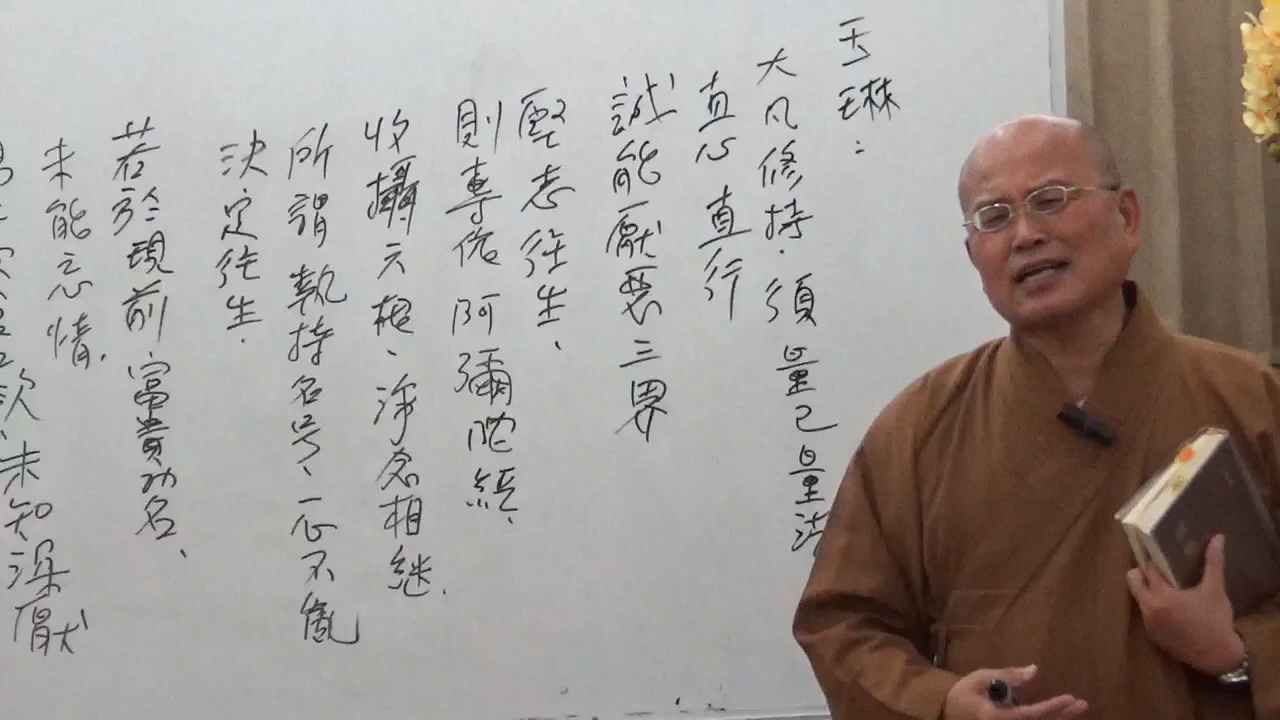 玉琳：
大凡修持．須量己量法
直心直行
誠能厭惡三界
堅志往生、
則專依阿彌陀經、
收攝六根、淨念相継．
所謂執持名号、一心不亂
決定往生．
若於現前富貴功名、
未能忘情．
欲、未知深厭